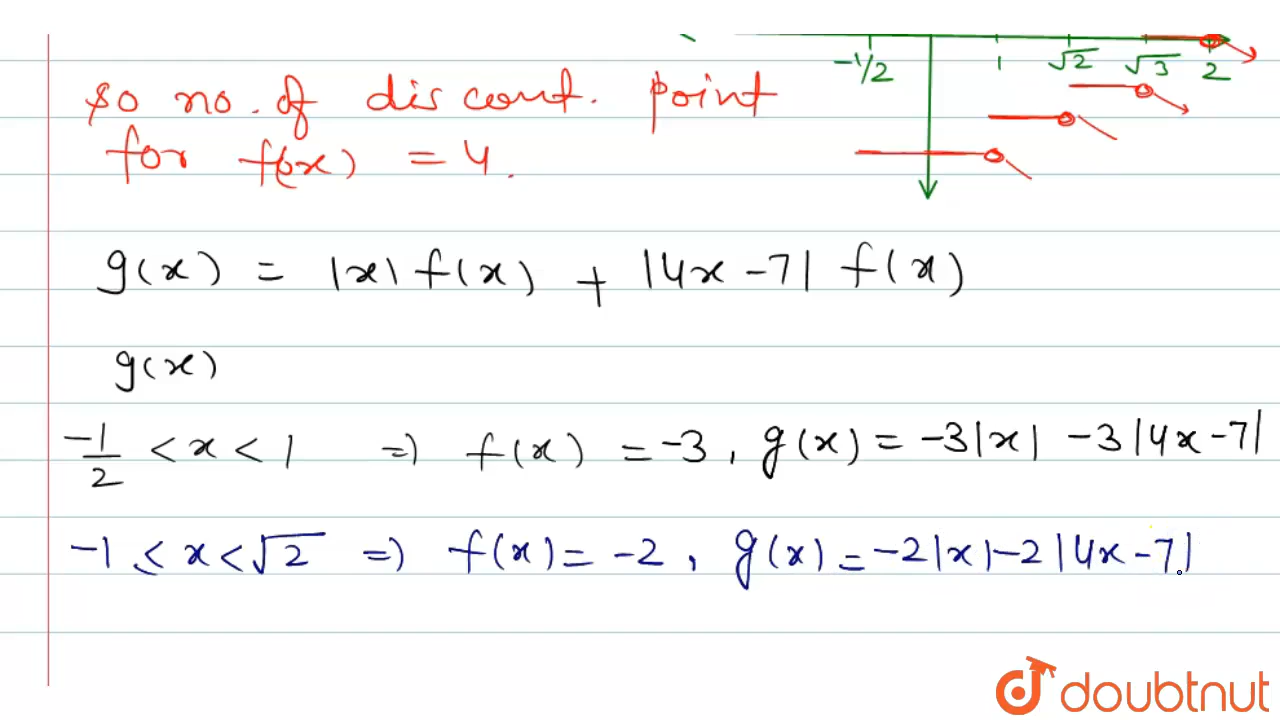 -1/2 1 √2 √3 2
so no. of discont. point
for f(x) = 4.
g(x) = |x| f(x) + |4x-7| f(x)
g(x)
-1/2 < x < 1 => f(x) = -3, g(x) = -3|x| -3|4x-7|
-1 ≤ x < √2 => f(x) = -2, g(x) = -2|x| -2|4x-7|
doubtnut